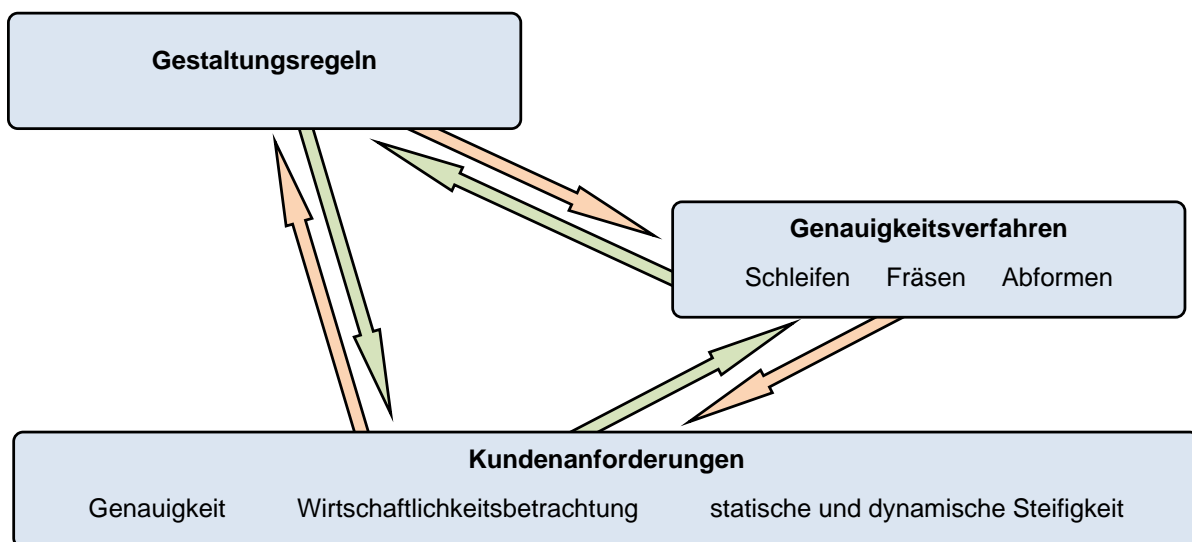 Gestaltungsregeln
Genauigkeitsverfahren
Schleifen Fräsen Abformen
Kundenanforderungen
Genauigkeit Wirtschaftlichkeitsbetrachtung statische und dynamische Steifigkeit